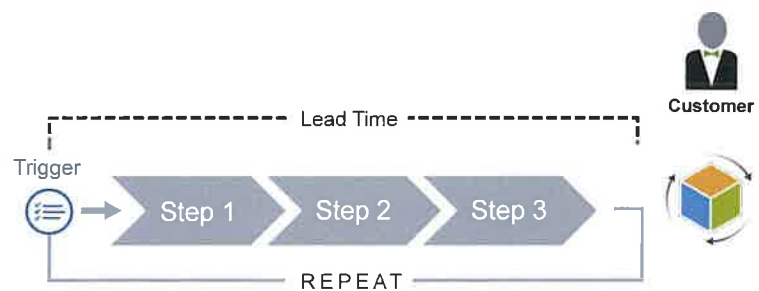 Customer
Lead Time
Trigger
Step 1
Step 2
Step 3
REPEAT